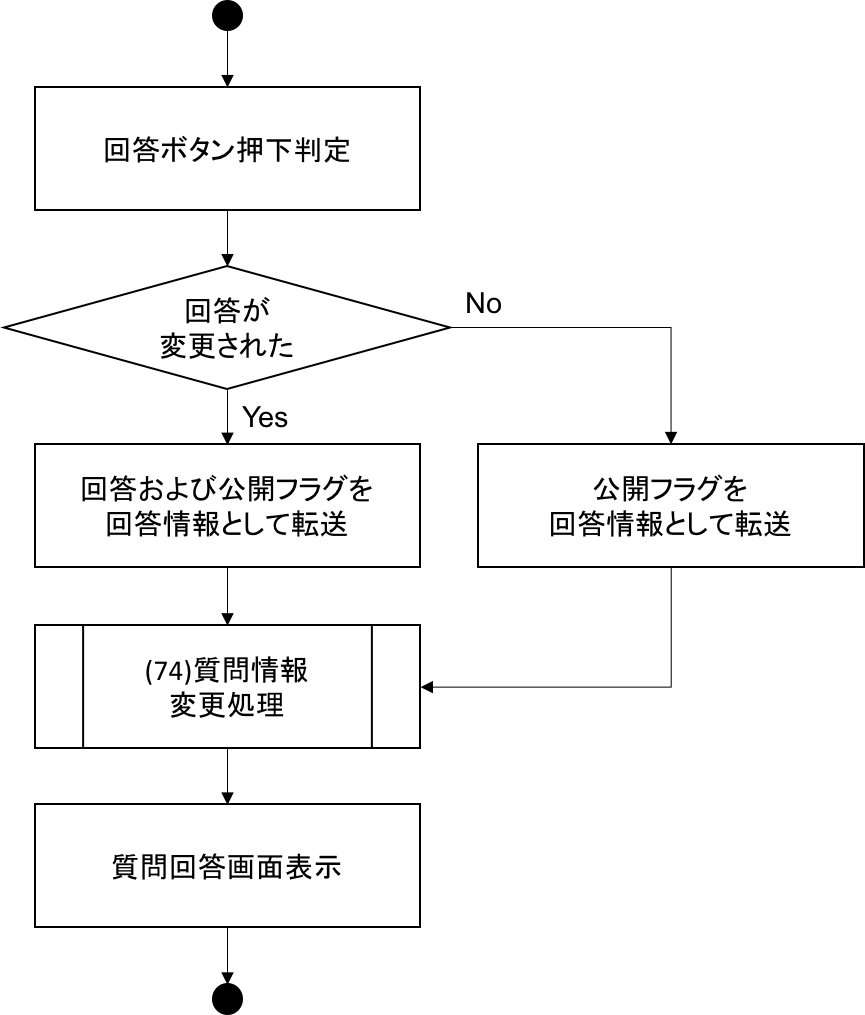 回答ボタン押下判定
回答が
変更された
No
Yes
回答および公開フラグを
回答情報として転送
公開フラグを
回答情報として転送
(74)質問情報
変更処理
質問回答画面表示